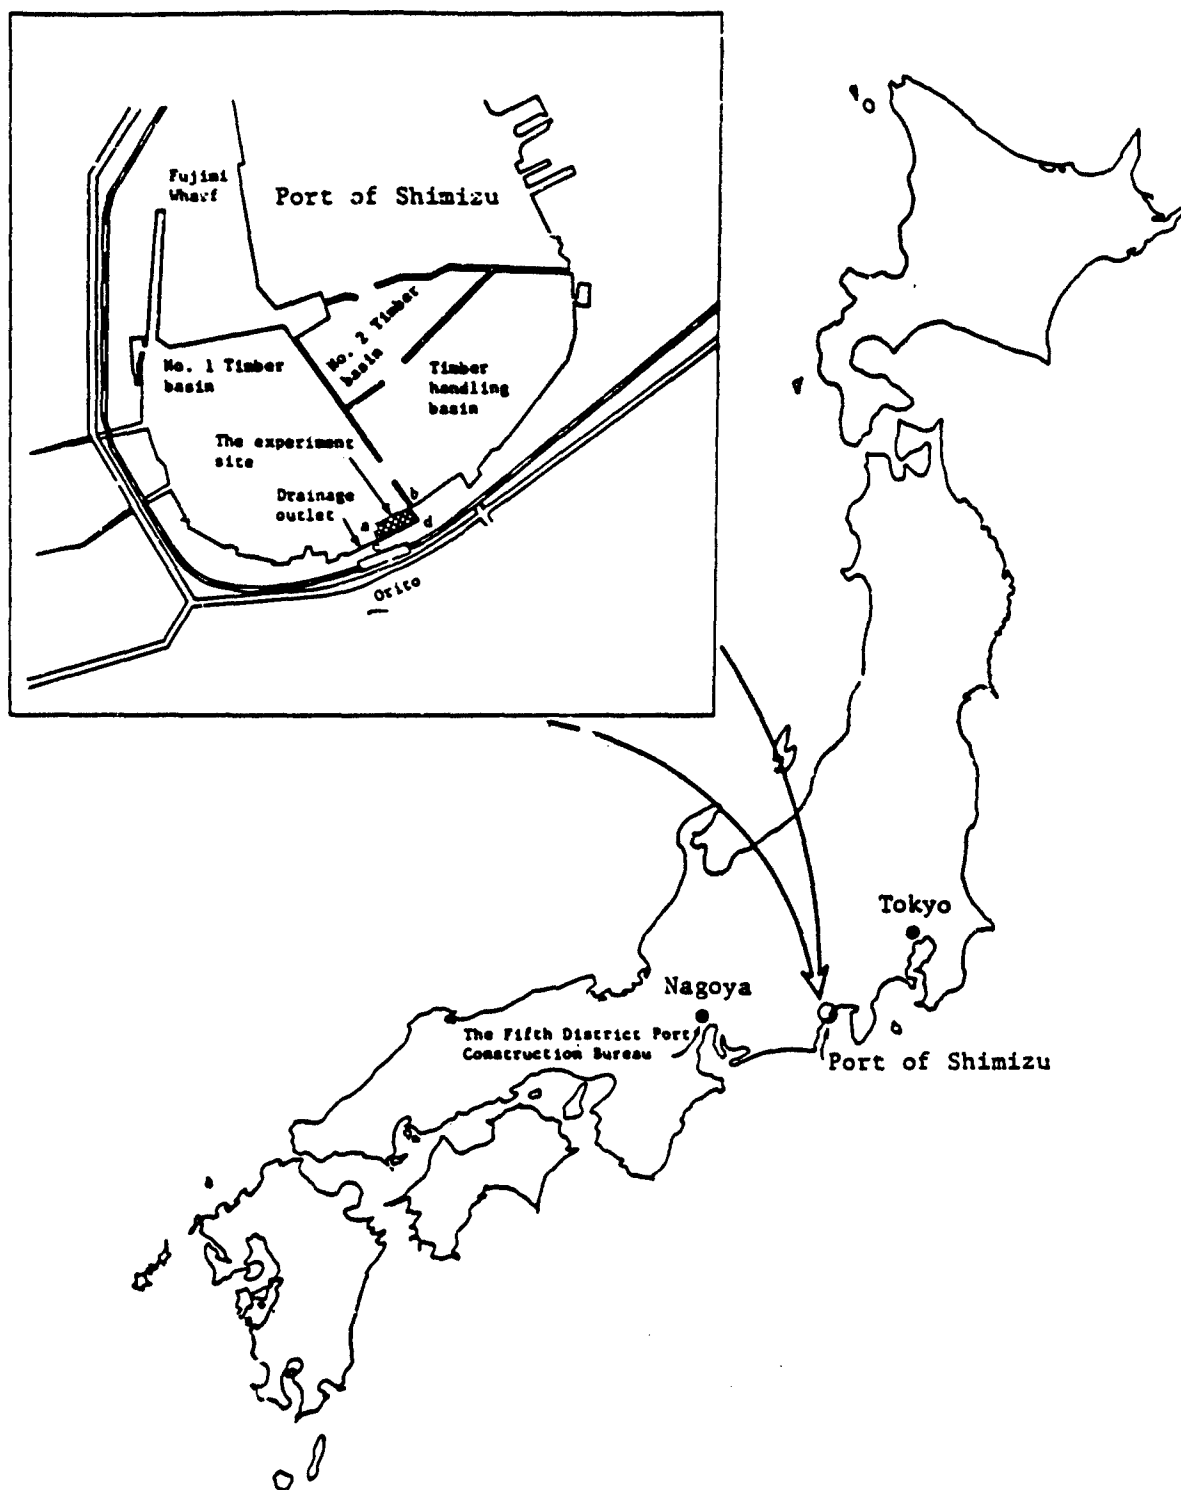 Fujimi
Wharf
Port of Shimizu
No. 2 Timber
basin
No. 1 Timber
basin
Timber
handling
basin
The experiment
site
Drainage
outlet
a
b
d
Orito
Tokyo
Nagoya
The Fifth District Port
Construction Bureau
Port of Shimizu